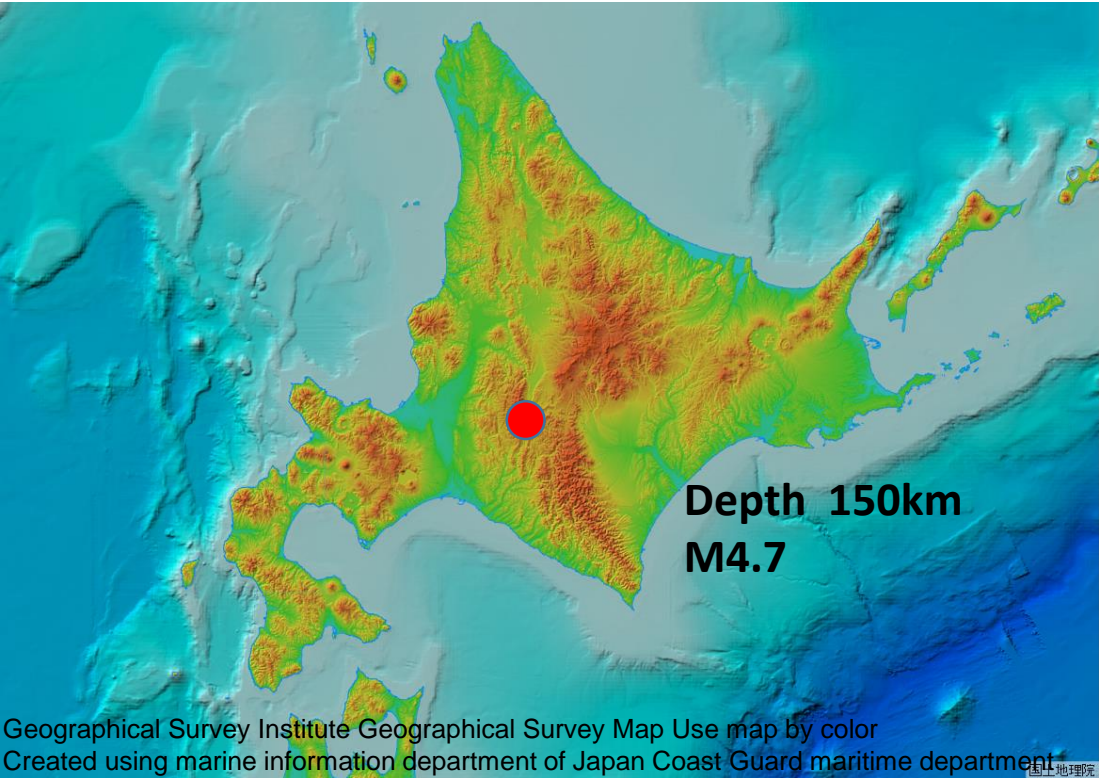 Depth 150km
M4.7
Geographical Survey Institute Geographical Survey Map Use map by color
Created using marine information department of Japan Coast Guard maritime department
国土地理院